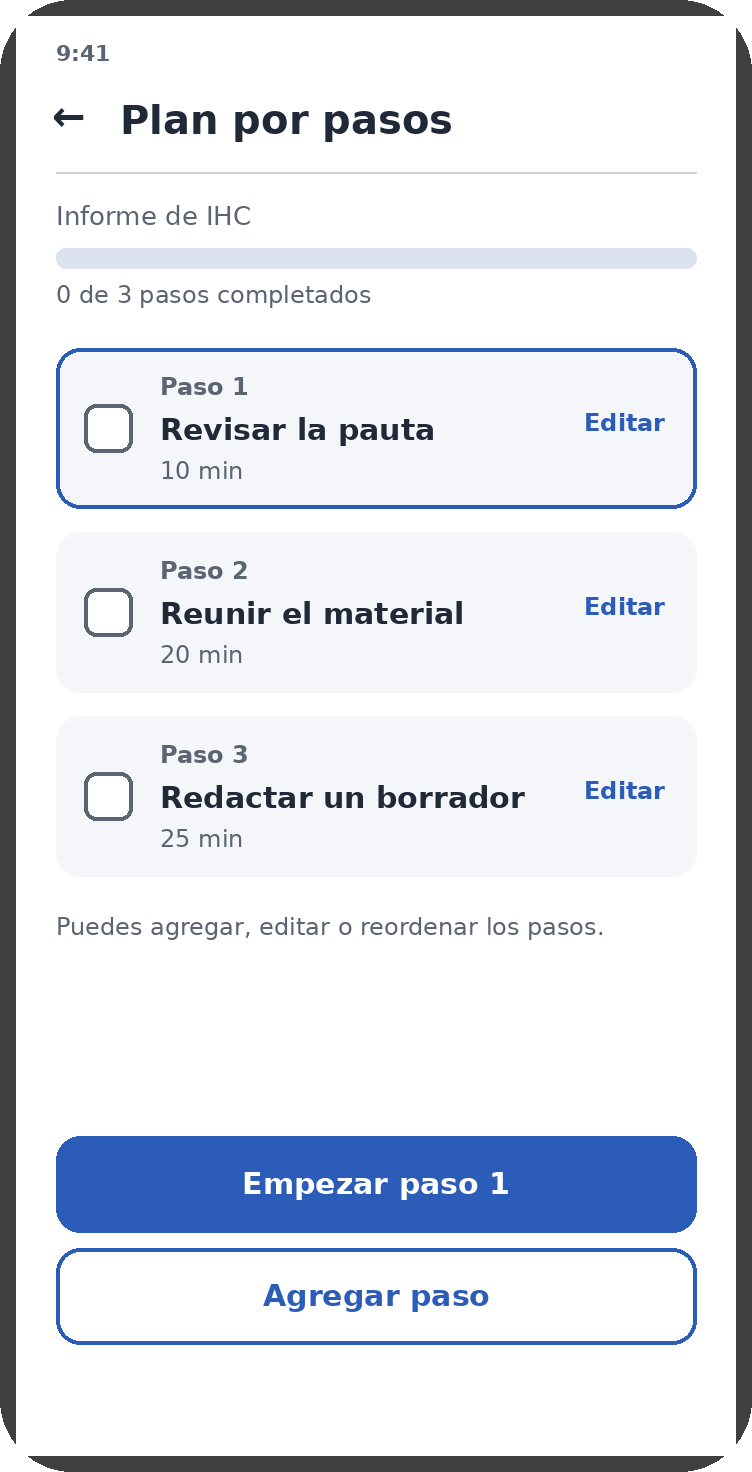 9:41
← Plan por pasos
Informe de IHC
0 de 3 pasos completados
Paso 1
Revisar la pauta
Editar
10 min
Paso 2
Reunir el material
Editar
20 min
Paso 3
Redactar un borrador
Editar
25 min
Puedes agregar, editar o reordenar los pasos.
Empezar paso 1
Agregar paso